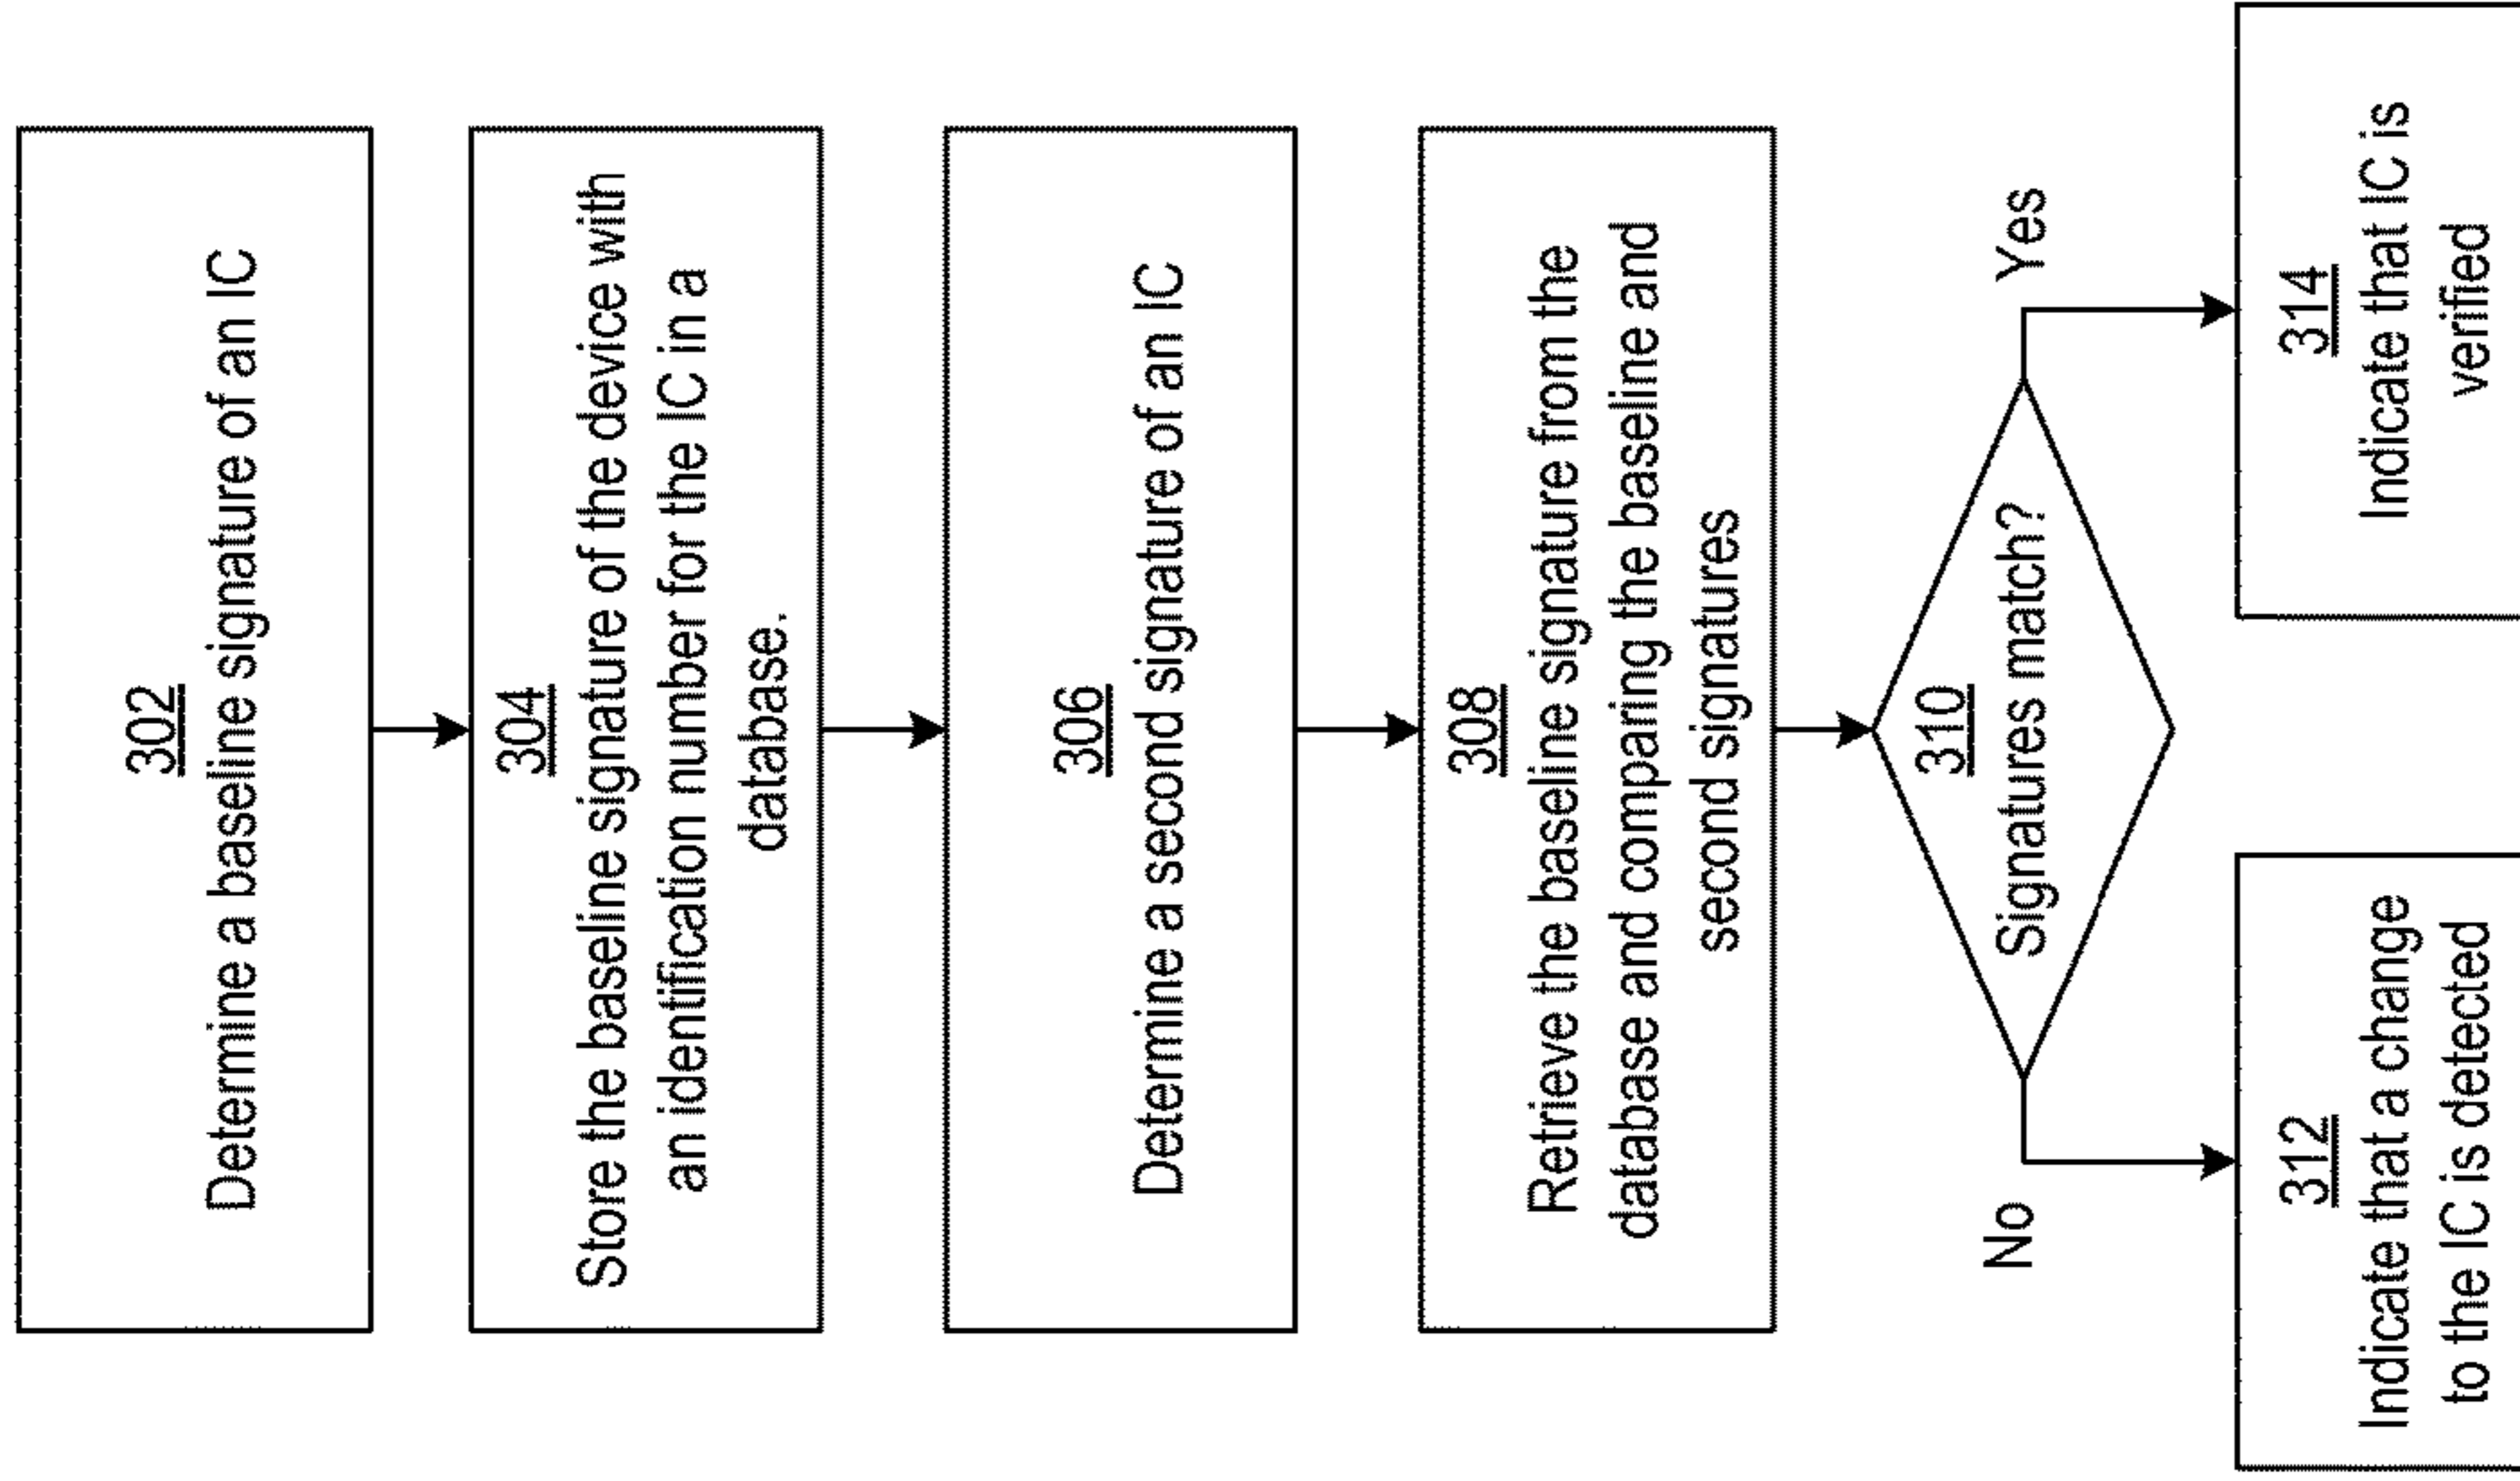 302
Determine a baseline signature of an IC
304
Store the baseline signature of the device with
an identification number for the IC in a
database.
306
Determine a second signature of an IC
308
Retrieve the baseline signature from the
database and comparing the baseline and
second signatures
310
Signatures match?
No
Yes
312
Indicate that a change
to the IC is detected
314
Indicate that IC is
verified